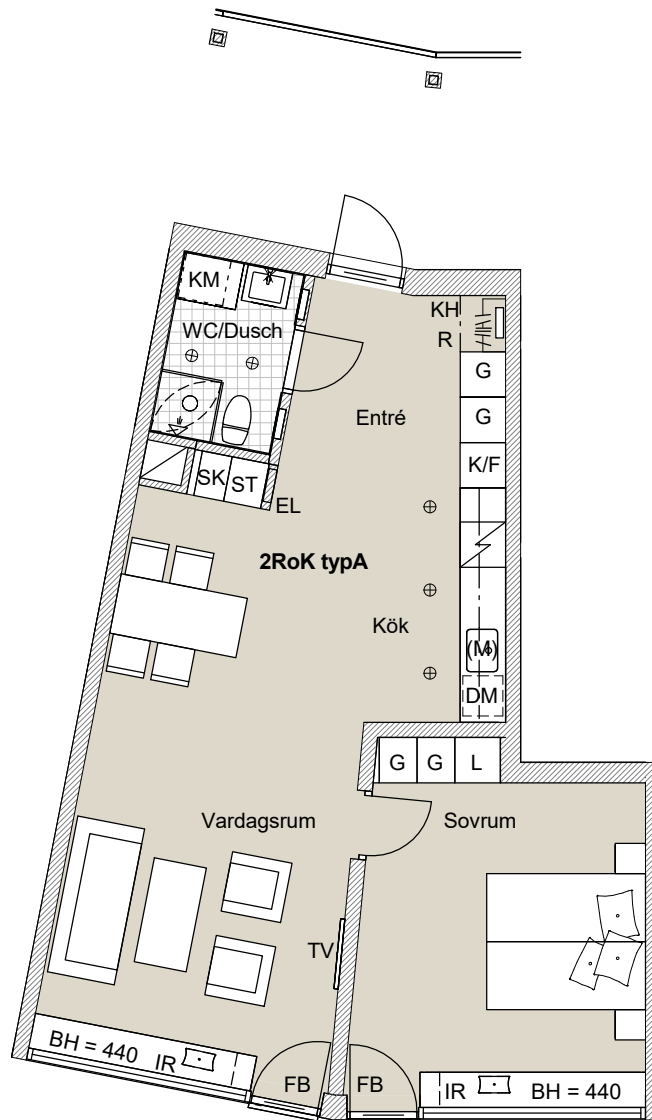 KM
KH
WC/Dusch
R
G
Entré
G
K/F
SK ST
EL
2RoK typA
Kök
(M)
DM
G G L
Vardagsrum
Sovrum
TV
BH = 440 IR
FB FB
IR BH = 440